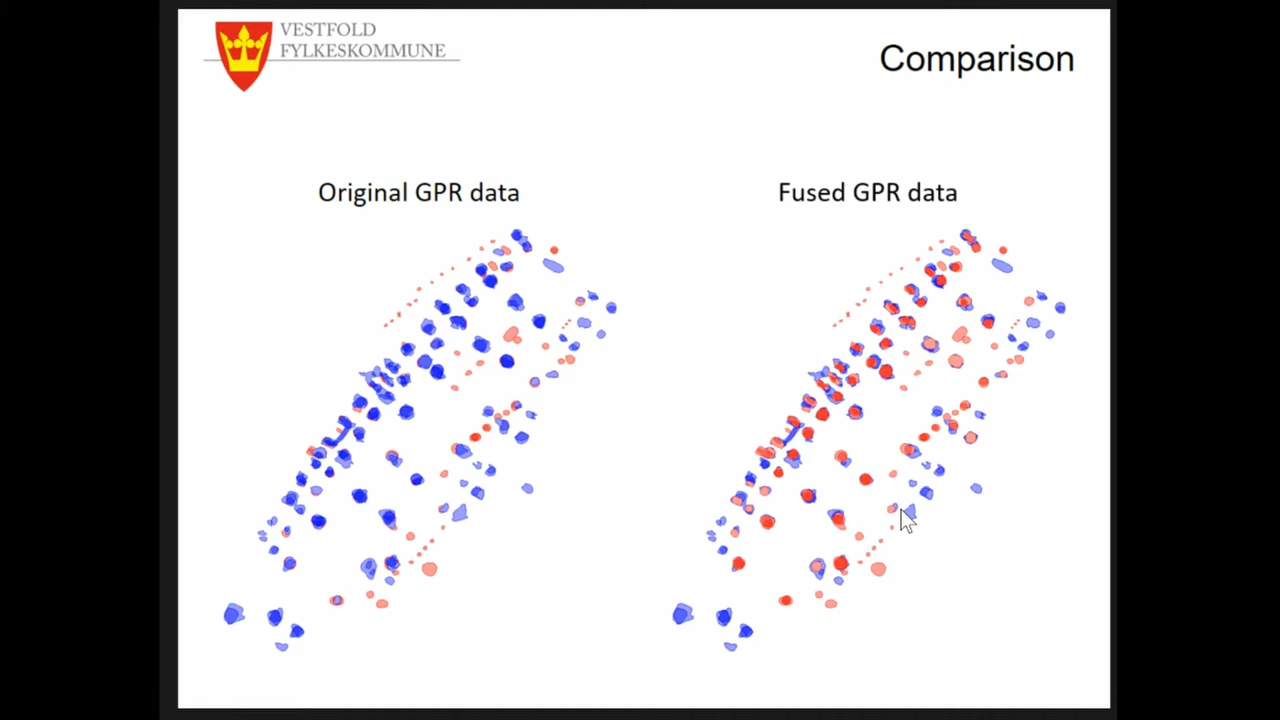 VESTFOLD
FYLKESKOMMUNE
Comparison
Original GPR data
Fused GPR data